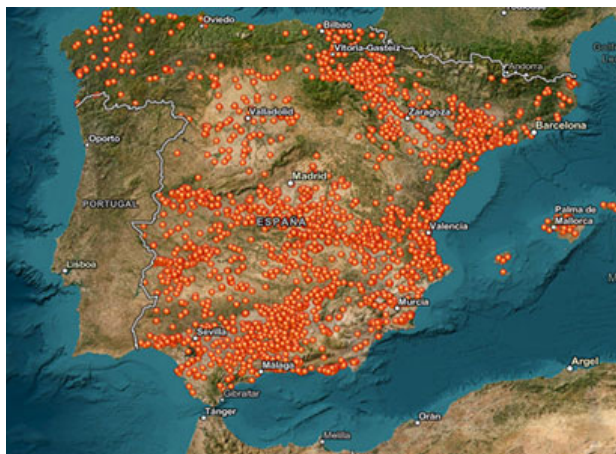 Oviedo
Bilbao
Vitoria-Gasteiz
Andorra
Valladolid
Zaragoza
Barcelona
Oporto
Madrid
PORTUGAL
ESPAÑA
Palma de
Mallorca
Valencia
Lisboa
Murcia
Sevilla
Málaga
Gibraltar
Argel
Tánger
Orán
Melilla